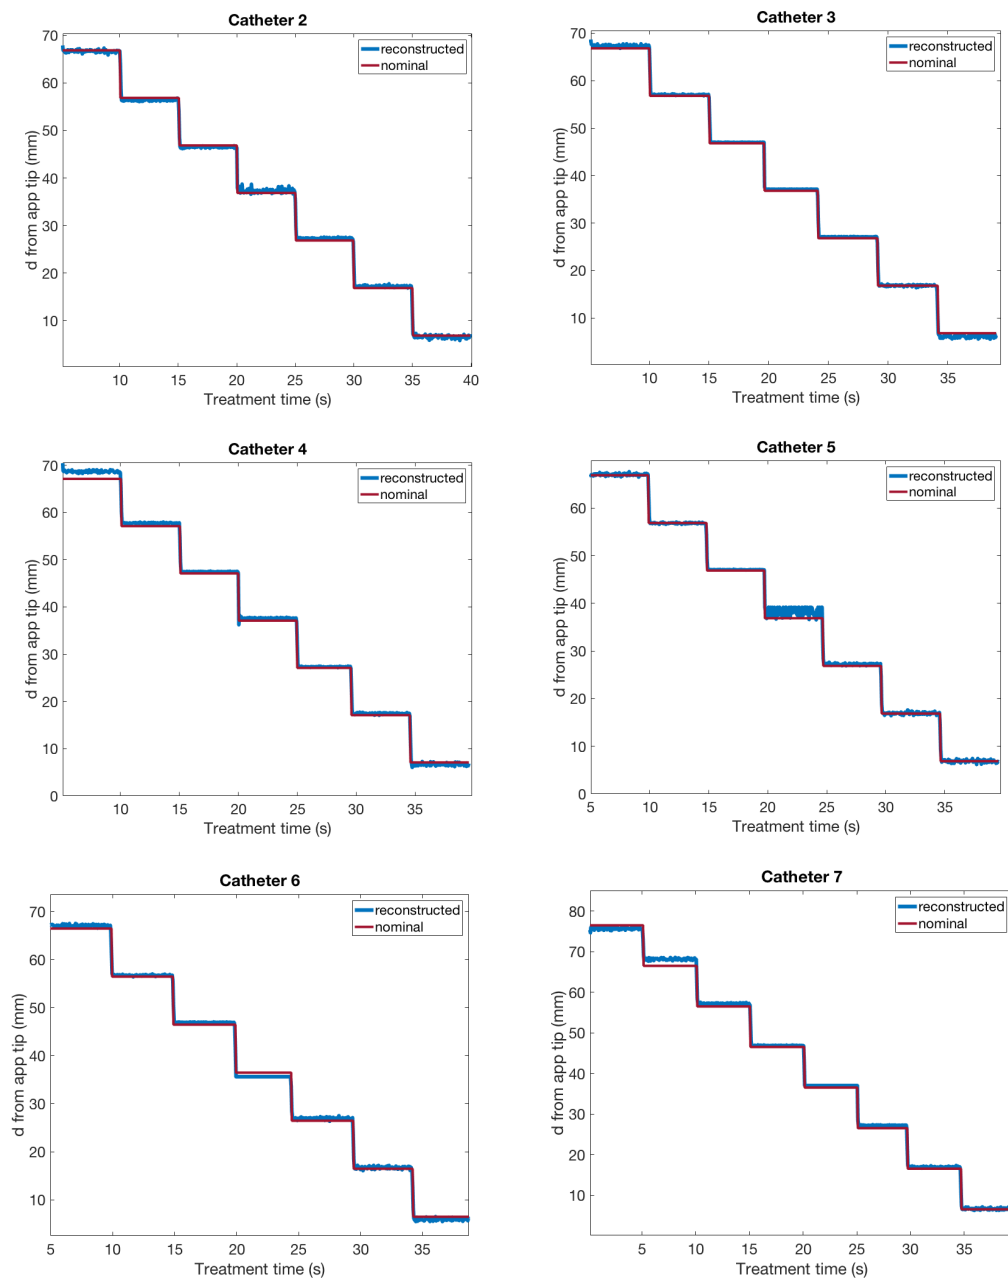 Catheter 2
70
60
50
40
30
20
10
d from app tip (mm)
reconstructed
nominal
10 15 20 25 30 35 40
Treatment time (s)
Catheter 3
70
60
50
40
30
20
10
d from app tip (mm)
reconstructed
nominal
10 15 20 25 30 35
Treatment time (s)
Catheter 4
70
60
50
40
30
20
10
0
d from app tip (mm)
reconstructed
nominal
10 15 20 25 30 35
Treatment time (s)
Catheter 5
60
50
40
30
20
10
0
d from app tip (mm)
reconstructed
nominal
5 10 15 20 25 30 35
Treatment time (s)
Catheter 6
70
60
50
40
30
20
10
d from app tip (mm)
reconstructed
nominal
5 10 15 20 25 30 35
Treatment time (s)
Catheter 7
80
70
60
50
40
30
20
10
d from app tip (mm)
reconstructed
nominal
5 10 15 20 25 30 35
Treatment time (s)